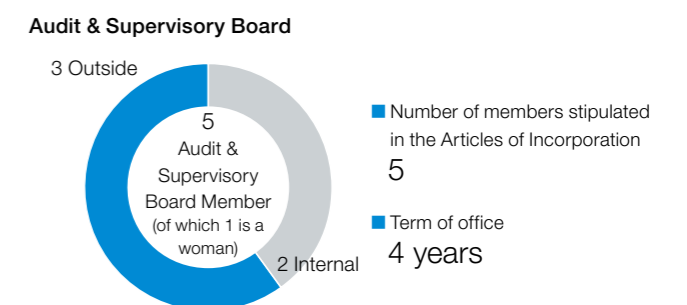 Audit & Supervisory Board
3 Outside
5
Audit &
Supervisory
Board Member
(of which 1 is a
woman)
2 Internal
Number of members stipulated
in the Articles of Incorporation
5
Term of office
4 years